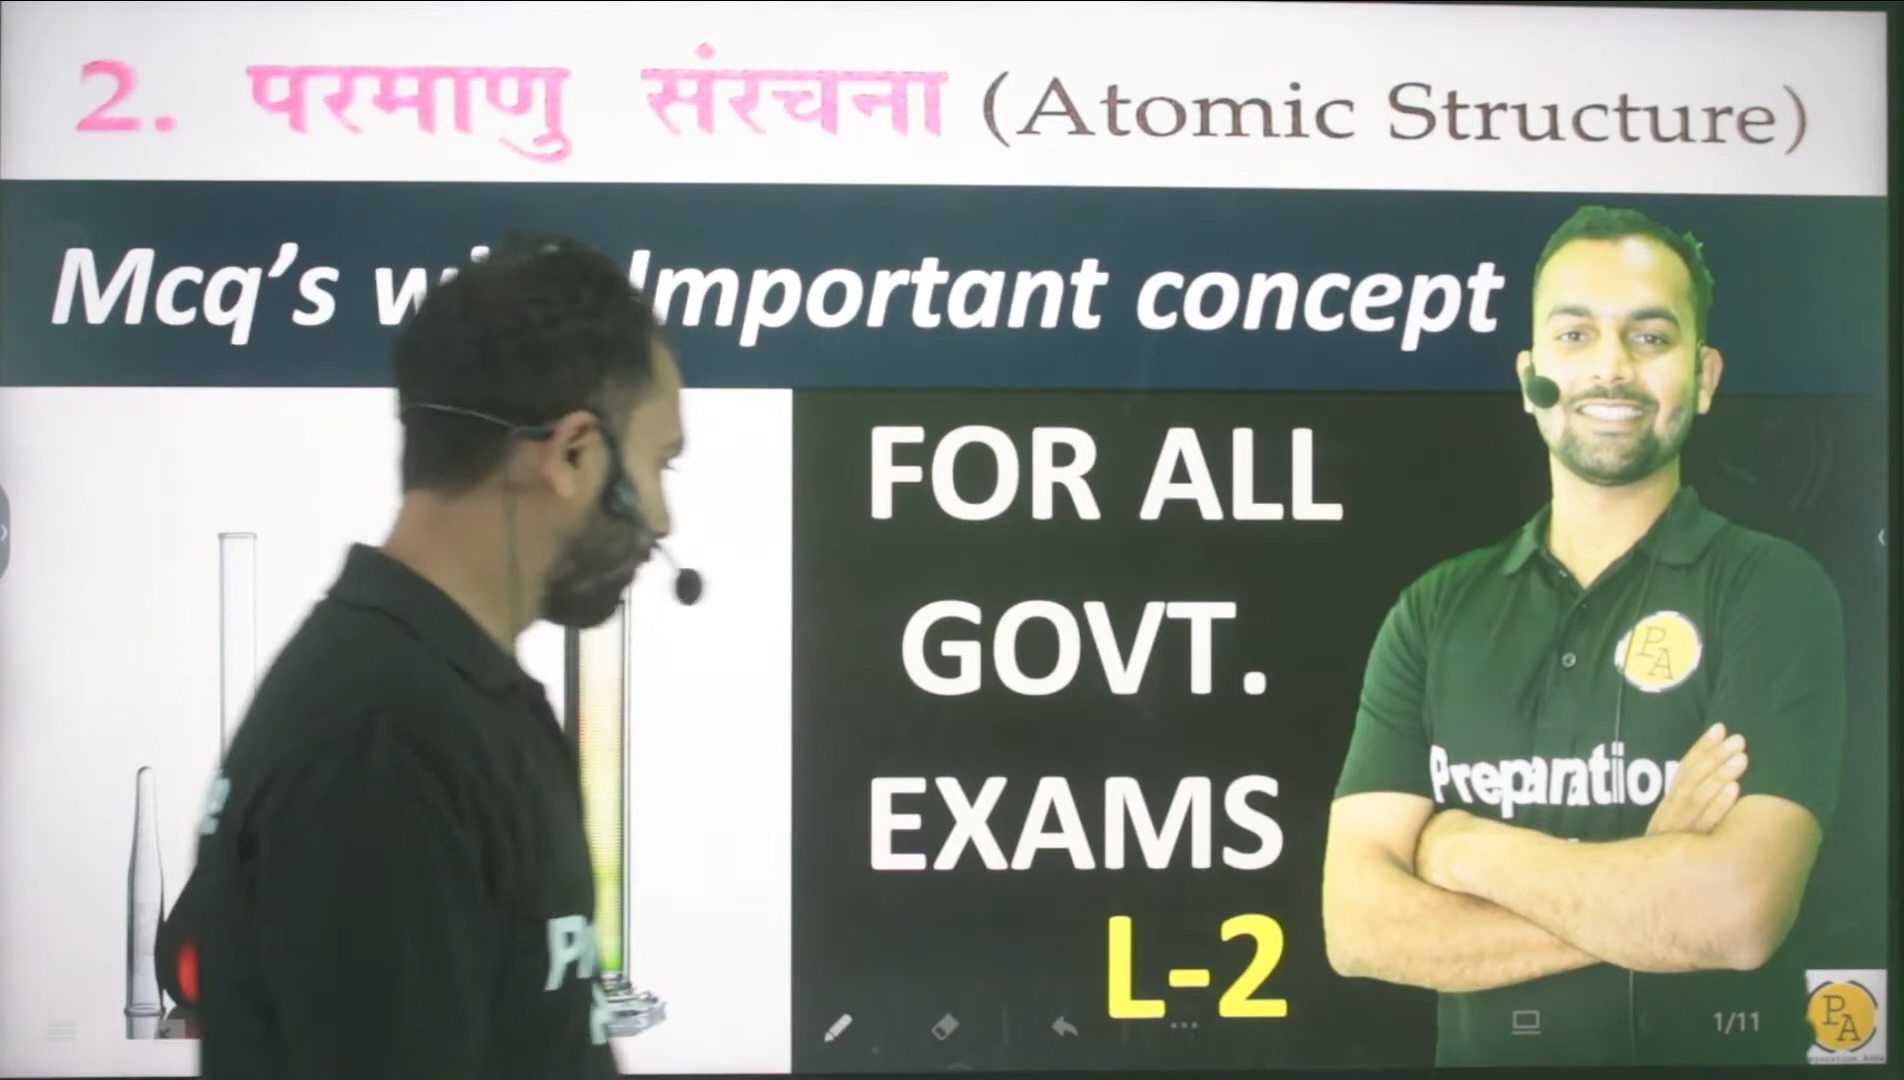 2. परमाणु संरचना (Atomic Structure)
Mcq's Important concept
FOR ALL
GOVT.
EXAMS
L-2
PA
Preparation
1/11
PA